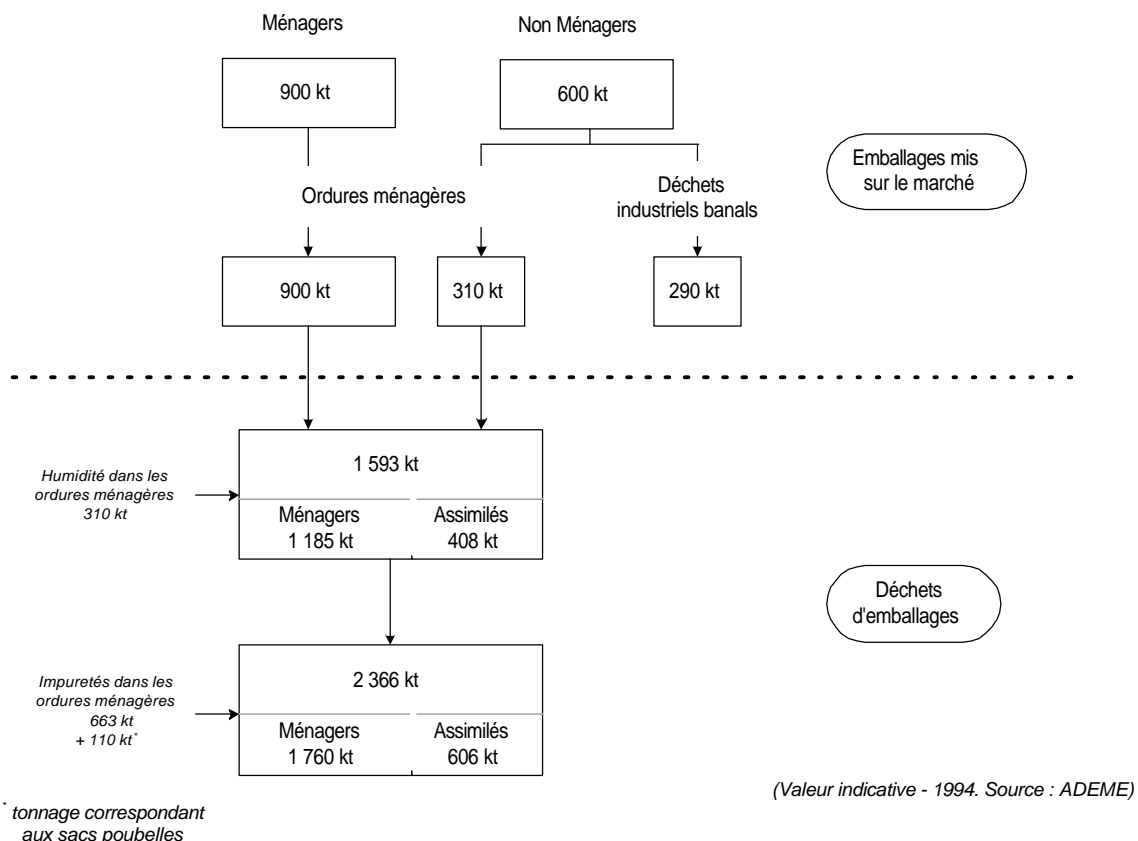 Ménagers
Non Ménagers
900 kt
600 kt
Emballages mis
sur le marché
Ordures ménagères
Déchets
industriels banals
900 kt
310 kt
290 kt
Humidité dans les
ordures ménagères
310 kt
1 593 kt
Ménagers
1 185 kt
Assimilés
408 kt
Déchets
d'emballages
Impuretés dans les
ordures ménagères
663 kt
+ 110 kt*
2 366 kt
Ménagers
1 760 kt
Assimilés
606 kt
(Valeur indicative - 1994. Source : ADEME)
* tonnage correspondant
aux sacs poubelles